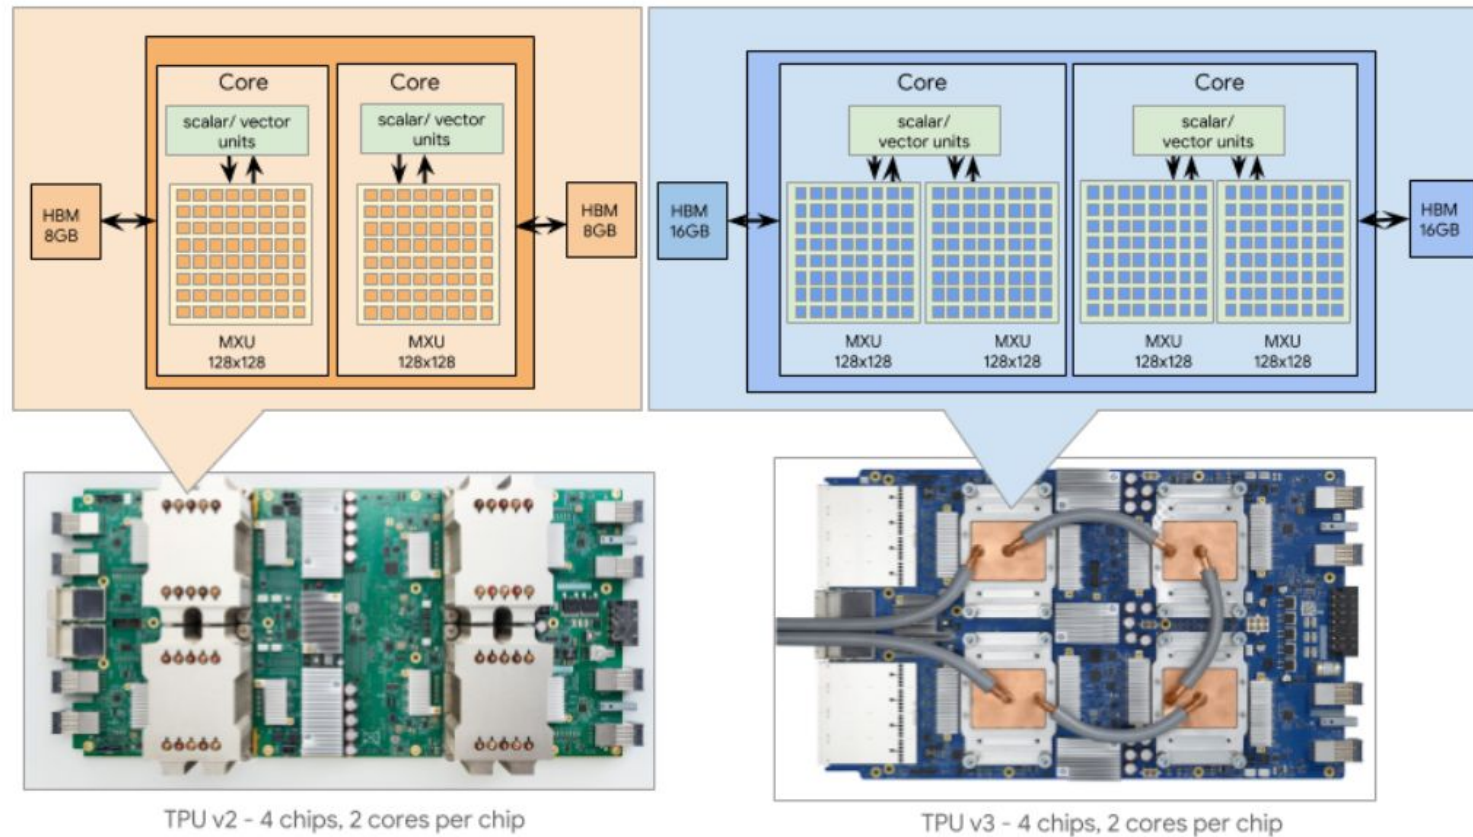 Core
Core
scalar/ vector
units
scalar/ vector
units
HBM
8GB
HBM
8GB
MXU
128x128
MXU
128x128
Core
Core
scalar/
vector units
scalar/
vector units
HBM
16GB
HBM
16GB
MXU
128x128
MXU
128x128
MXU
128x128
MXU
128x128
TPU v2 - 4 chips, 2 cores per chip
TPU v3 - 4 chips, 2 cores per chip